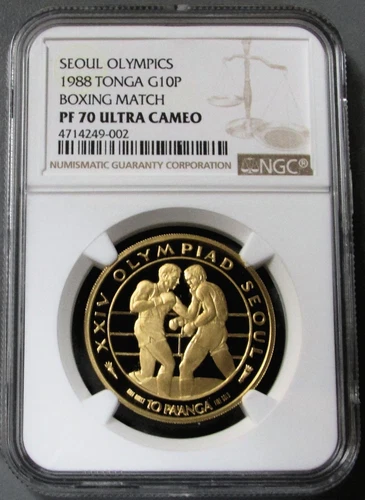 SEOUL OLYMPICS
1988 TONGA G10P
BOXING MATCH
PF 70 ULTRA CAMEO
4714249-002
NUMISMATIC GUARANTY CORPORATION
NGC®
XXIV OLYMPIAD SEOUL
10 PA'ANGA